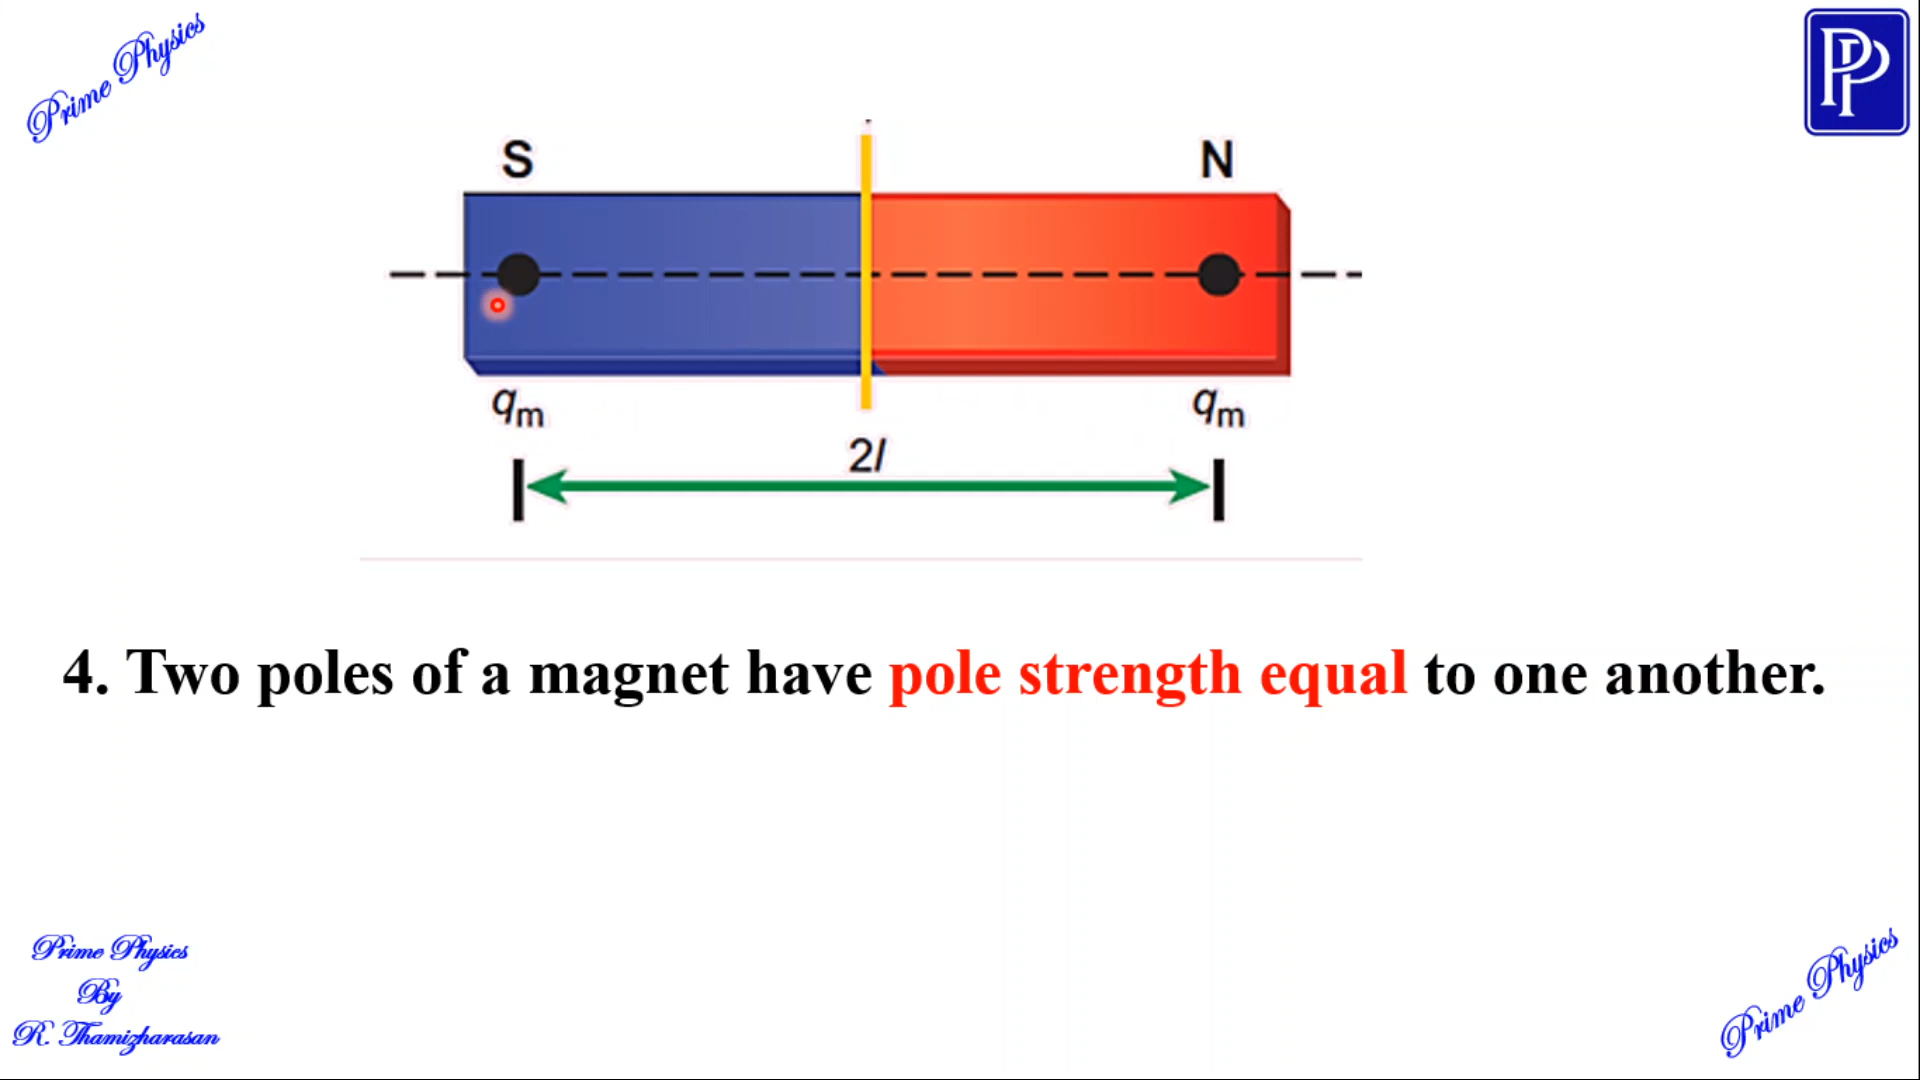 Prime Physics
PP
S
N
qm
qm
2l
4. Two poles of a magnet have pole strength equal to one another.
Prime Physics
By
R. Thamizharasan
Prime Physics